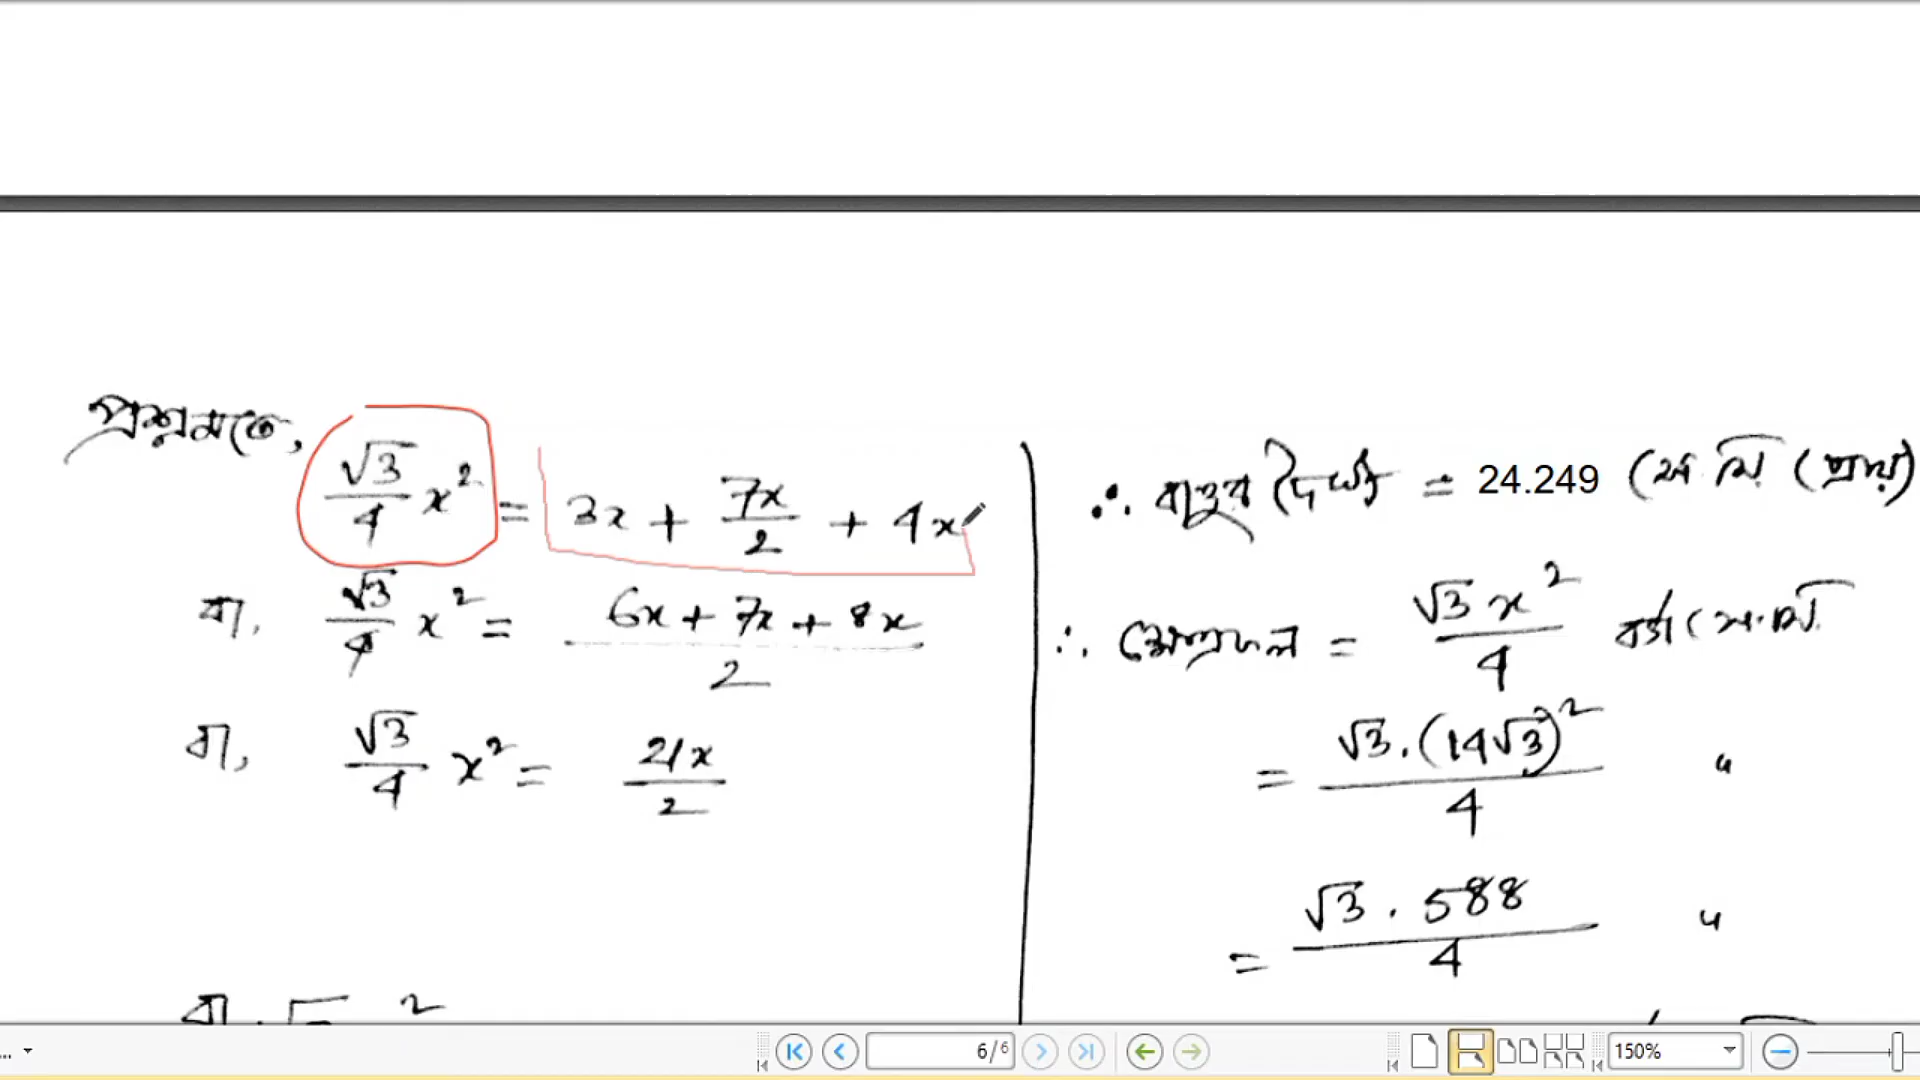 প্রশ্নমতে, √3/4 x² = 3x + 7x/2 + 4x
বা, √3/4 x² = (6x + 7x + 8x)/2
বা, √3/4 x² = 21x/2
বা, √
∴ বাহুর দৈর্ঘ্য = 24.249 সে.মি (প্রায়)
∴ ক্ষেত্রফল = √3 x²/4 বর্গ সে.মি
= √3 . (14√3)²/4 "
= √3 . 588/4 "
6/6
150%